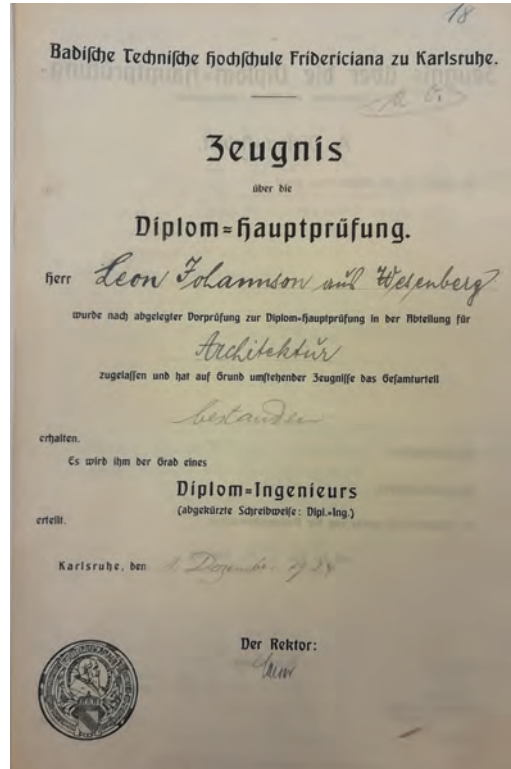 18
Badische Technische Hochschule Fridericiana zu Karlsruhe.
Zeugnis
über die
Diplom=Hauptprüfung.
Herr Leon Johannson aus Wesenberg
wurde nach abgelegter Vorprüfung zur Diplom=Hauptprüfung in der Abteilung für
Architektur
zugelassen und hat auf Grund umstehender Zeugnisse das Gesamturteil
bestanden
erhalten.
Es wird ihm der Grad eines
Diplom=Ingenieurs
(abgekürzte Schreibweise: Dipl.=Ing.)
erteilt.
Karlsruhe, den 1. Dezember 1924
Der Rektor: